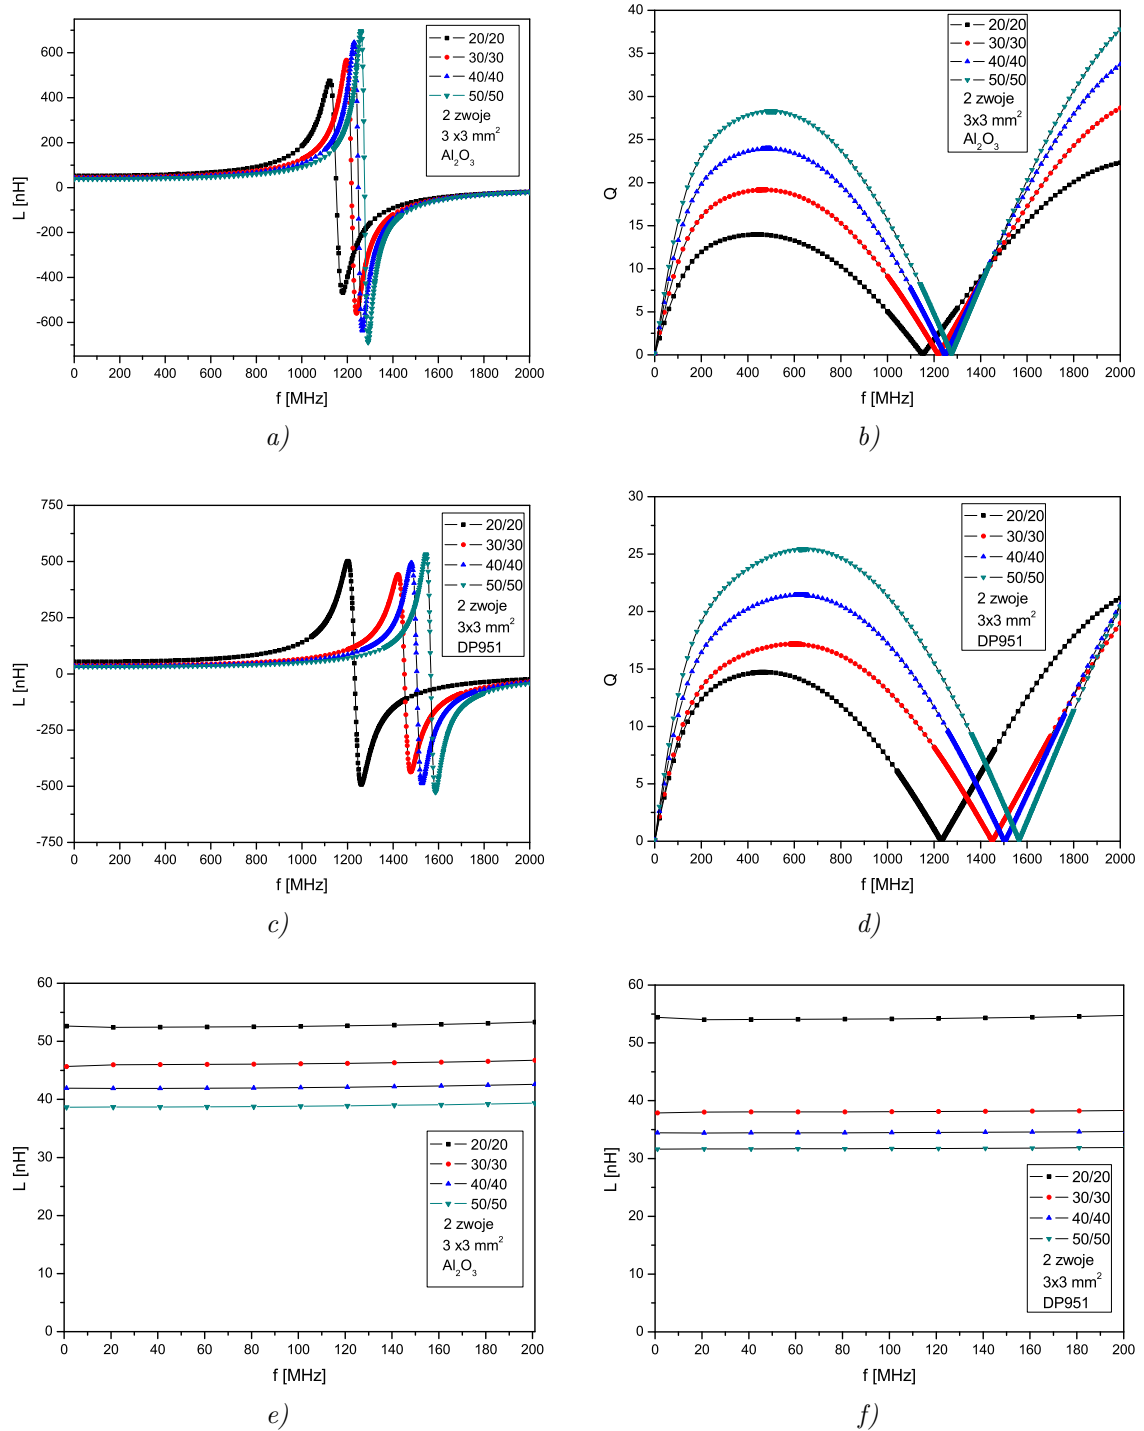 600
400
200
0
-200
-400
-600
L [nH]
20/20
30/30
40/40
50/50
2 zwoje
3 x3 mm²
Al₂O₃
0 200 400 600 800 1000 1200 1400 1600 1800 2000
f [MHz]
a)
40
35
30
25
20
15
10
5
0
Q
20/20
30/30
40/40
50/50
2 zwoje
3x3 mm²
Al₂O₃
0 200 400 600 800 1000 1200 1400 1600 1800 2000
f [MHz]
b)
750
500
250
0
-250
-500
-750
L [nH]
20/20
30/30
40/40
50/50
2 zwoje
3x3 mm²
DP951
0 200 400 600 800 1000 1200 1400 1600 1800 2000
f [MHz]
c)
30
25
20
15
10
5
0
Q
20/20
30/30
40/40
50/50
2 zwoje
3x3 mm²
DP951
0 200 400 600 800 1000 1200 1400 1600 1800 2000
f [MHz]
d)
60
50
40
30
20
10
0
L [nH]
20/20
30/30
40/40
50/50
2 zwoje
3 x3 mm²
Al₂O₃
0 20 40 60 80 100 120 140 160 180 200
f [MHz]
e)
60
50
40
30
20
10
0
L [nH]
20/20
30/30
40/40
50/50
2 zwoje
3x3 mm²
DP951
0 20 40 60 80 100 120 140 160 180 200
f [MHz]
f)